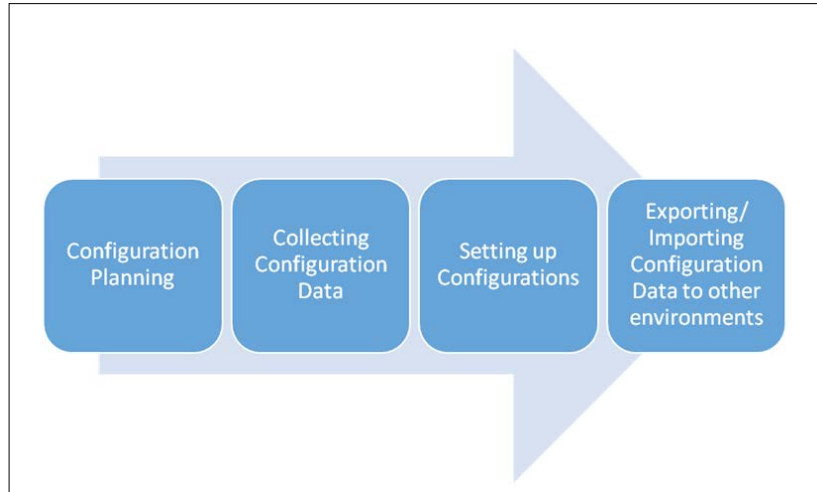 Configuration
Planning
Collecting
Configuration
Data
Setting up
Configurations
Exporting/
Importing
Configuration
Data to other
environments